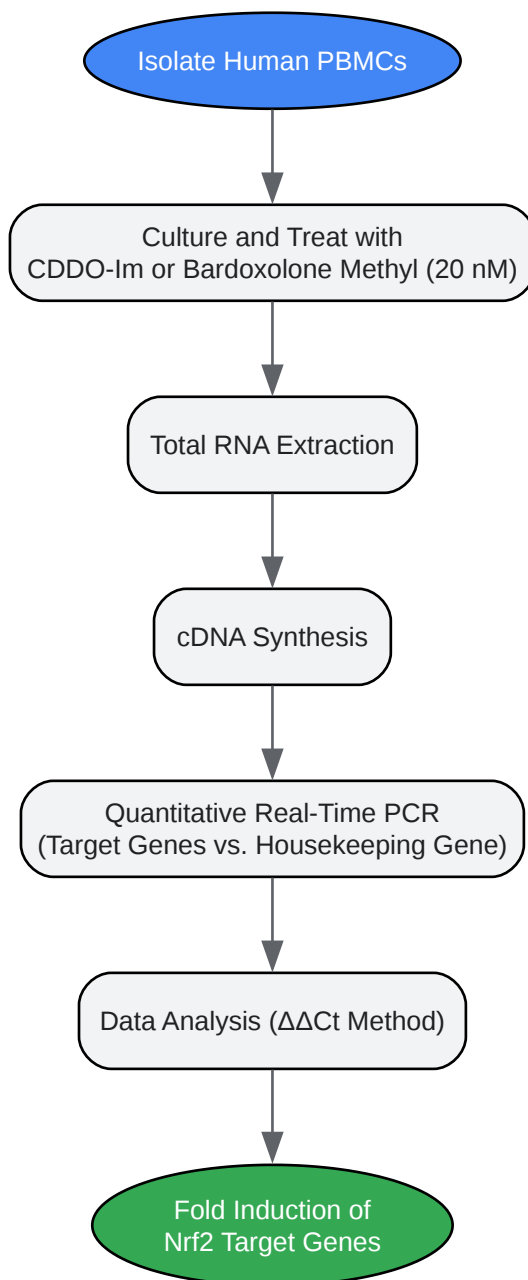 Isolate Human PBMCs
Culture and Treat with
CDDO-Im or Bardoxolone Methyl (20 nM)
Total RNA Extraction
cDNA Synthesis
Quantitative Real-Time PCR
(Target Genes vs. Housekeeping Gene)
Data Analysis (ΔΔCt Method)
Fold Induction of
Nrf2 Target Genes